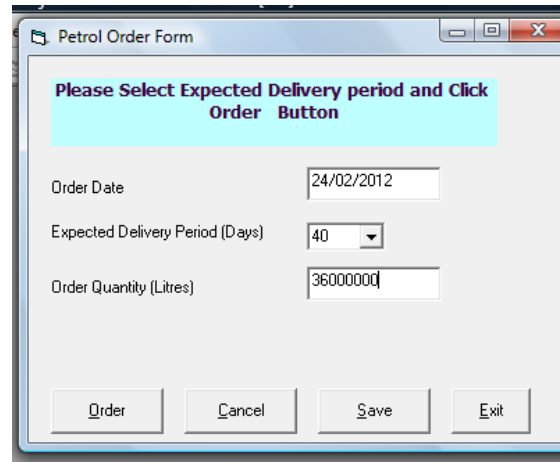 Petrol Order Form
Please Select Expected Delivery period and Click
Order Button
Order Date
24/02/2012
Expected Delivery Period (Days)
40
Order Quantity (Litres)
36000000
Order
Cancel
Save
Exit